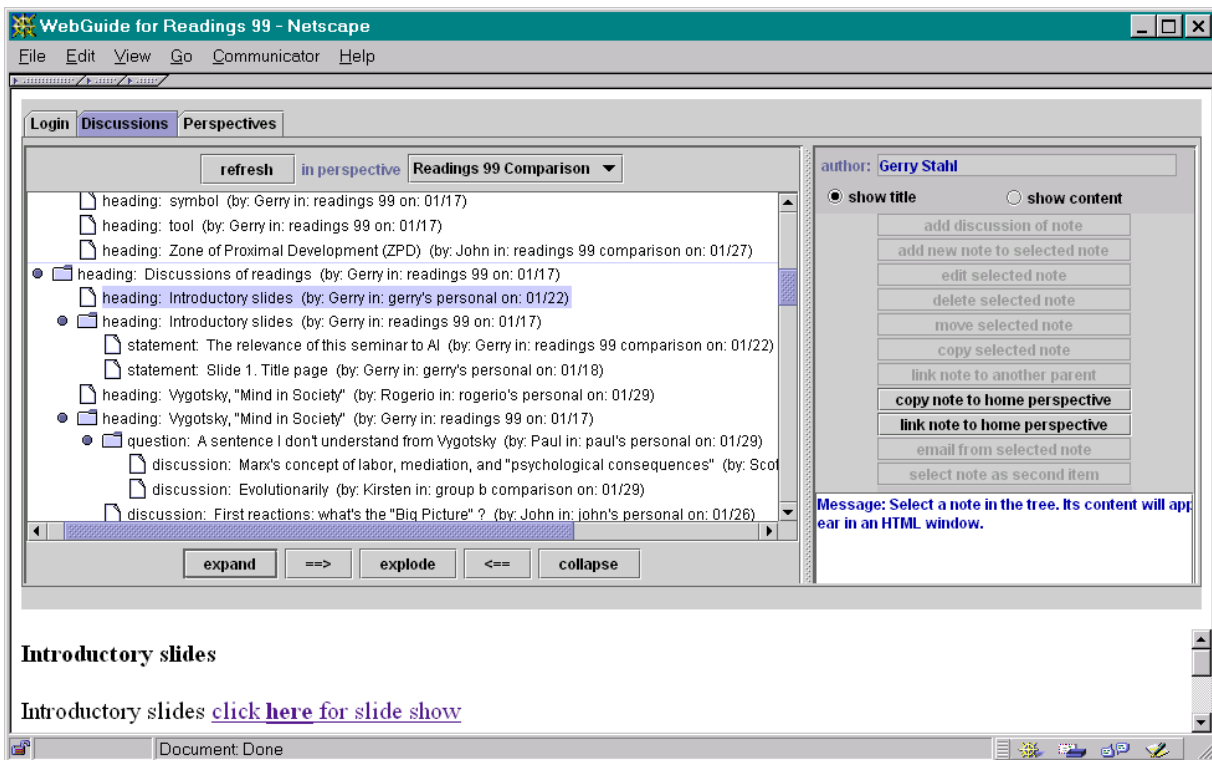 WebGuide for Readings 99 - Netscape
File Edit View Go Communicator Help
Login Discussions Perspectives
refresh in perspective Readings 99 Comparison
heading: symbol (by: Gerry in: readings 99 on: 01/17)
heading: tool (by: Gerry in: readings 99 on: 01/17)
heading: Zone of Proximal Development (ZPD) (by: John in: readings 99 comparison on: 01/27)
heading: Discussions of readings (by: Gerry in: readings 99 on: 01/17)
heading: Introductory slides (by: Gerry in: gerry's personal on: 01/22)
heading: Introductory slides (by: Gerry in: readings 99 on: 01/17)
statement: The relevance of this seminar to AI (by: Gerry in: readings 99 comparison on: 01/22)
statement: Slide 1. Title page (by: Gerry in: gerry's personal on: 01/18)
heading: Vygotsky, "Mind in Society" (by: Rogerio in: rogerio's personal on: 01/29)
heading: Vygotsky, "Mind in Society" (by: Gerry in: readings 99 on: 01/17)
question: A sentence I don't understand from Vygotsky (by: Paul in: paul's personal on: 01/29)
discussion: Marx's concept of labor, mediation, and "psychological consequences" (by: Scot
discussion: Evolutionarily (by: Kirsten in: group b comparison on: 01/29)
discussion: First reactions: what's the "Big Picture" ? (by: John in: john's personal on: 01/26)
expand ==> explode <== collapse
author: Gerry Stahl
show title show content
add discussion of note
add new note to selected note
edit selected note
delete selected note
move selected note
copy selected note
link note to another parent
copy note to home perspective
link note to home perspective
email from selected note
select note as second item
Message: Select a note in the tree. Its content will app
ear in an HTML window.
Introductory slides
Introductory slides click here for slide show
Document: Done